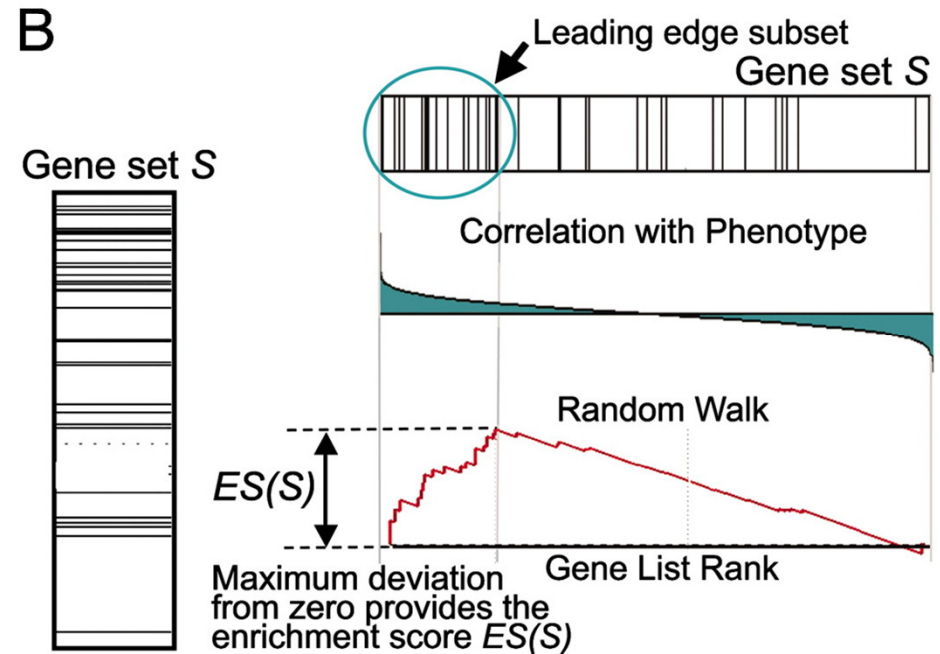 B
Leading edge subset
Gene set S
Gene set S
Correlation with Phenotype
Random Walk
ES(S)
Gene List Rank
Maximum deviation
from zero provides the
enrichment score ES(S)